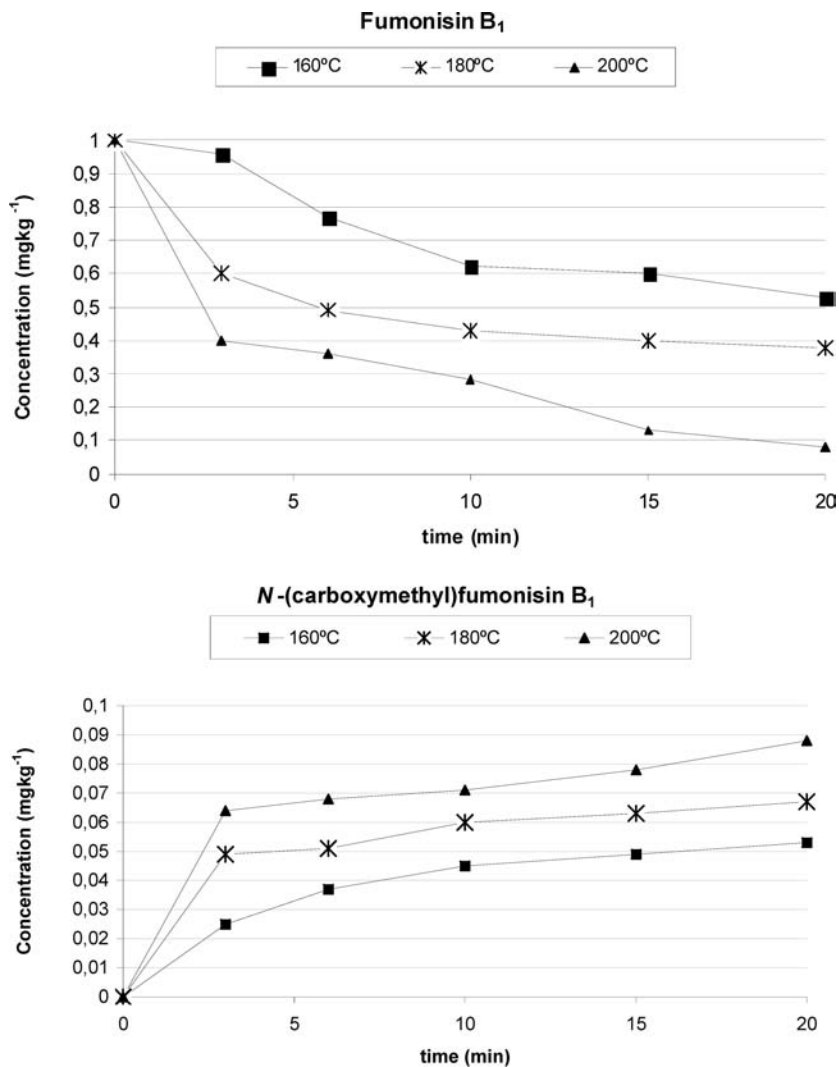 Fumonisin B₁
160ºC 180ºC 200ºC
Concentration (mgkg⁻¹)
1
0,9
0,8
0,7
0,6
0,5
0,4
0,3
0,2
0,1
0
0 5 10 15 20
time (min)
N-(carboxymethyl)fumonisin B₁
160ºC 180ºC 200ºC
Concentration (mgkg⁻¹)
0,1
0,09
0,08
0,07
0,06
0,05
0,04
0,03
0,02
0,01
0
0 5 10 15 20
time (min)